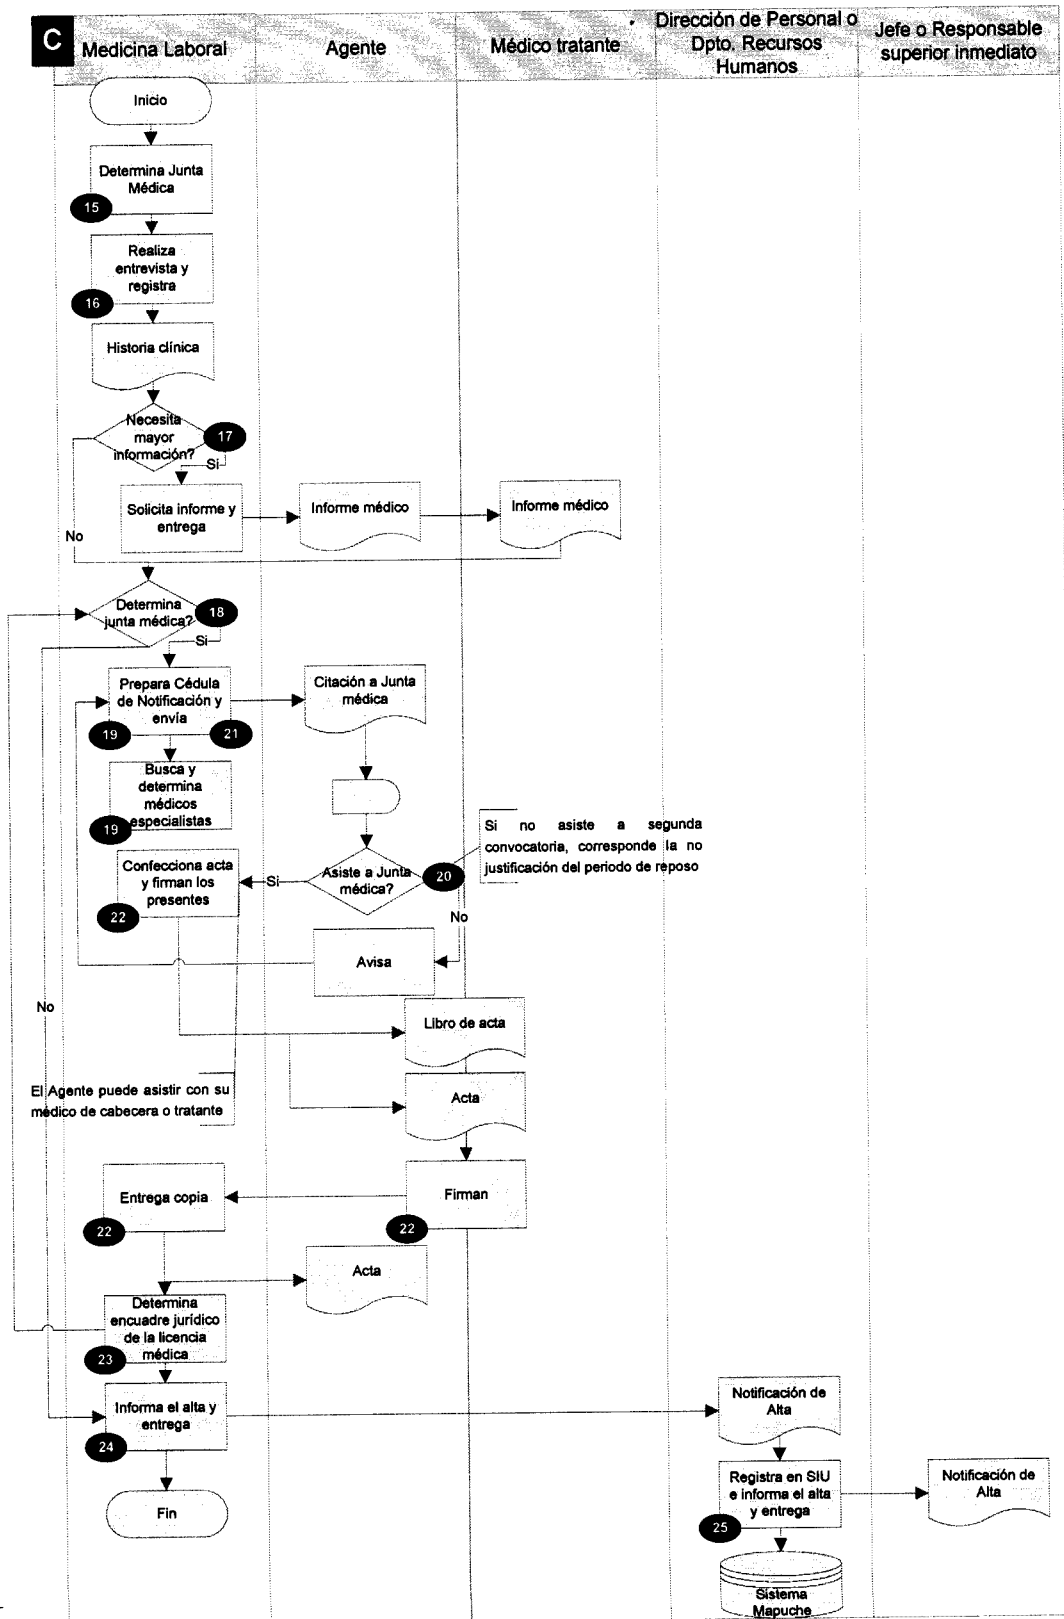 C
Medicina Laboral
Agente
Médico tratante
Dirección de Personal o
Dpto. Recursos
Humanos
Jefe o Responsable
superior inmediato
Inicio
Determina Junta
Médica
15
Realiza
entrevista y
registra
16
Historia clínica
Necesita
mayor
información?
17
Si
Solicita informe y
entrega
Informe médico
Informe médico
No
Determina
junta médica?
18
Si
Prepara Cédula
de Notificación y
envía
19
21
Citación a Junta
médica
Busca y
determina
médicos
especialistas
19
Si no asiste a segunda
convocatoria, corresponde la no
justificación del periodo de reposo
Confecciona acta
y firman los
presentes
22
Si
Asiste a Junta
médica?
20
No
Avisa
No
Libro de acta
El Agente puede asistir con su
médico de cabecera o tratante
Acta
Entrega copia
22
Firman
22
Acta
Determina
encuadre jurídico
de la licencia
médica
23
Informa el alta y
entrega
24
Notificación de
Alta
Registra en SIU
e informa el alta
y entrega
25
Notificación de
Alta
Fin
Sistema
Mapuche